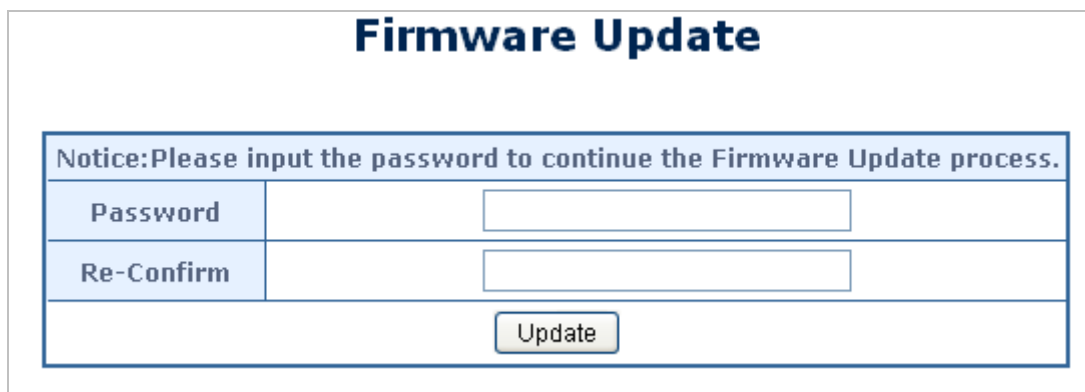 Firmware Update
Notice:Please input the password to continue the Firmware Update process.
Password
Re-Confirm
Update